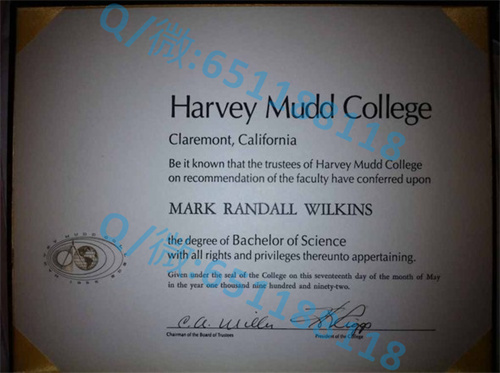 Q/微:651188118
Harvey Mudd College
Claremont, California
Be it known that the trustees of Harvey Mudd College
on recommendation of the faculty have conferred upon
MARK RANDALL WILKINS
the degree of Bachelor of Science
with all rights and privileges thereunto appertaining.
Given under the seal of the College on this seventeenth day of the month of May
in the year one thousand nine hundred and ninety-two.
Q/微:651188118
Chairman of the Board of Trustees
President of the College